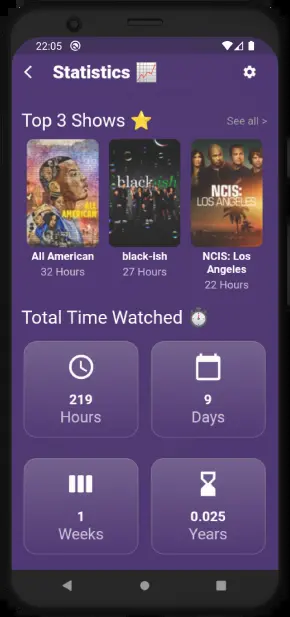 22:05
Statistics 📈
Top 3 Shows ⭐
See all >
ALL
AMERICAN
black-ish
NCIS:
LOS ANGELES
All American
32 Hours
black-ish
27 Hours
NCIS: Los
Angeles
22 Hours
Total Time Watched ⏱️
219
Hours
9
Days
1
Weeks
0.025
Years